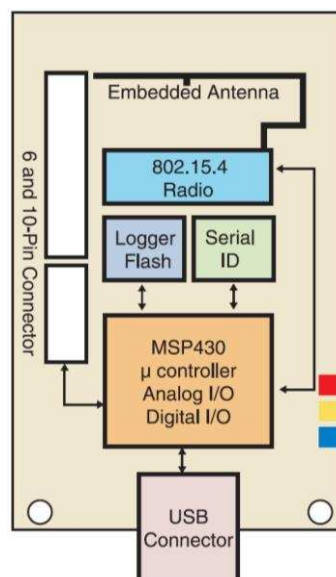 Embedded Antenna
802.15.4
Radio
6 and 10-Pin Connector
Logger
Flash
Serial
ID
MSP430
µ controller
Analog I/O
Digital I/O
USB
Connector